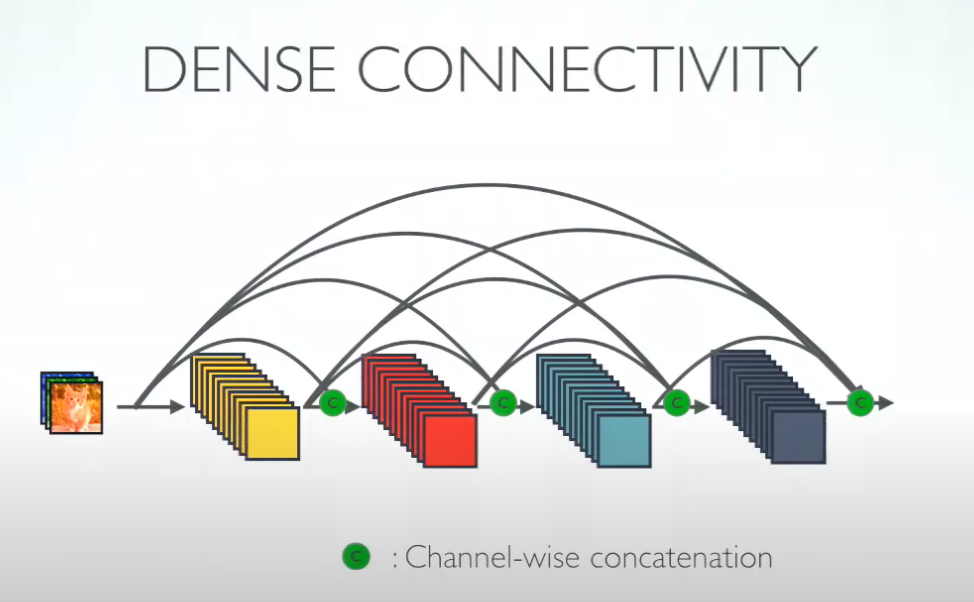 DENSE CONNECTIVITY
C C C C
C : Channel-wise concatenation